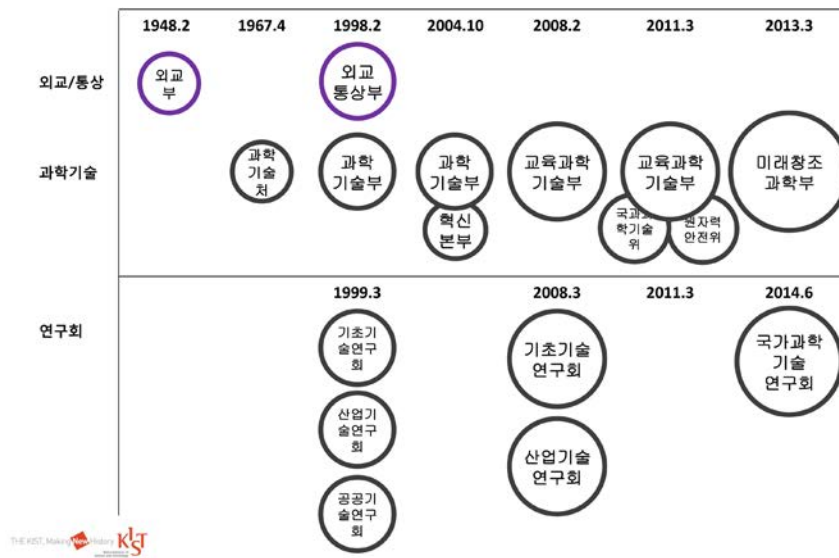 1948.2 1967.4 1998.2 2004.10 2008.2 2011.3 2013.3
외교/통상
외교
부
외교
통상부
과학기술
과학
기술
처
과학
기술부
과학
기술부
혁신
본부
교육과학
기술부
교육과학
기술부
국과과
학기술
위
원자력
안전위
미래창조
과학부
1999.3 2008.3 2011.3 2014.6
연구회
기초기
술연구
회
산업기
술연구
회
공공기
술연구
회
기초기술
연구회
산업기술
연구회
국가과학
기술
연구회
THE KIST, Making New History
KIST